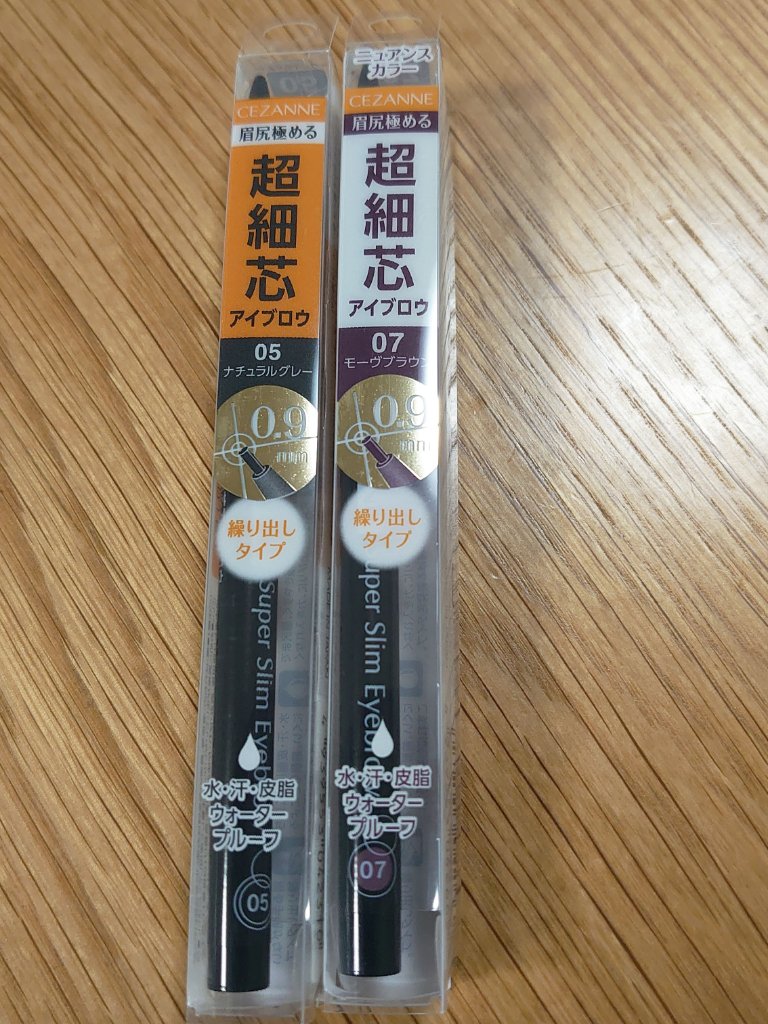 CEZANNE
眉尻極める
超細芯
アイブロウ
05
ナチュラルグレー
0.9
mm
繰り出し
タイプ
Super Slim Eyebro
水・汗・皮脂
ウォーター
プルーフ
05
ニュアンス
カラー
CEZANNE
眉尻極める
超細芯
アイブロウ
07
モーヴブラウン
0.9
mm
繰り出し
タイプ
uper Slim Eyebrow
水・汗・皮脂
ウォーター
プルーフ
07